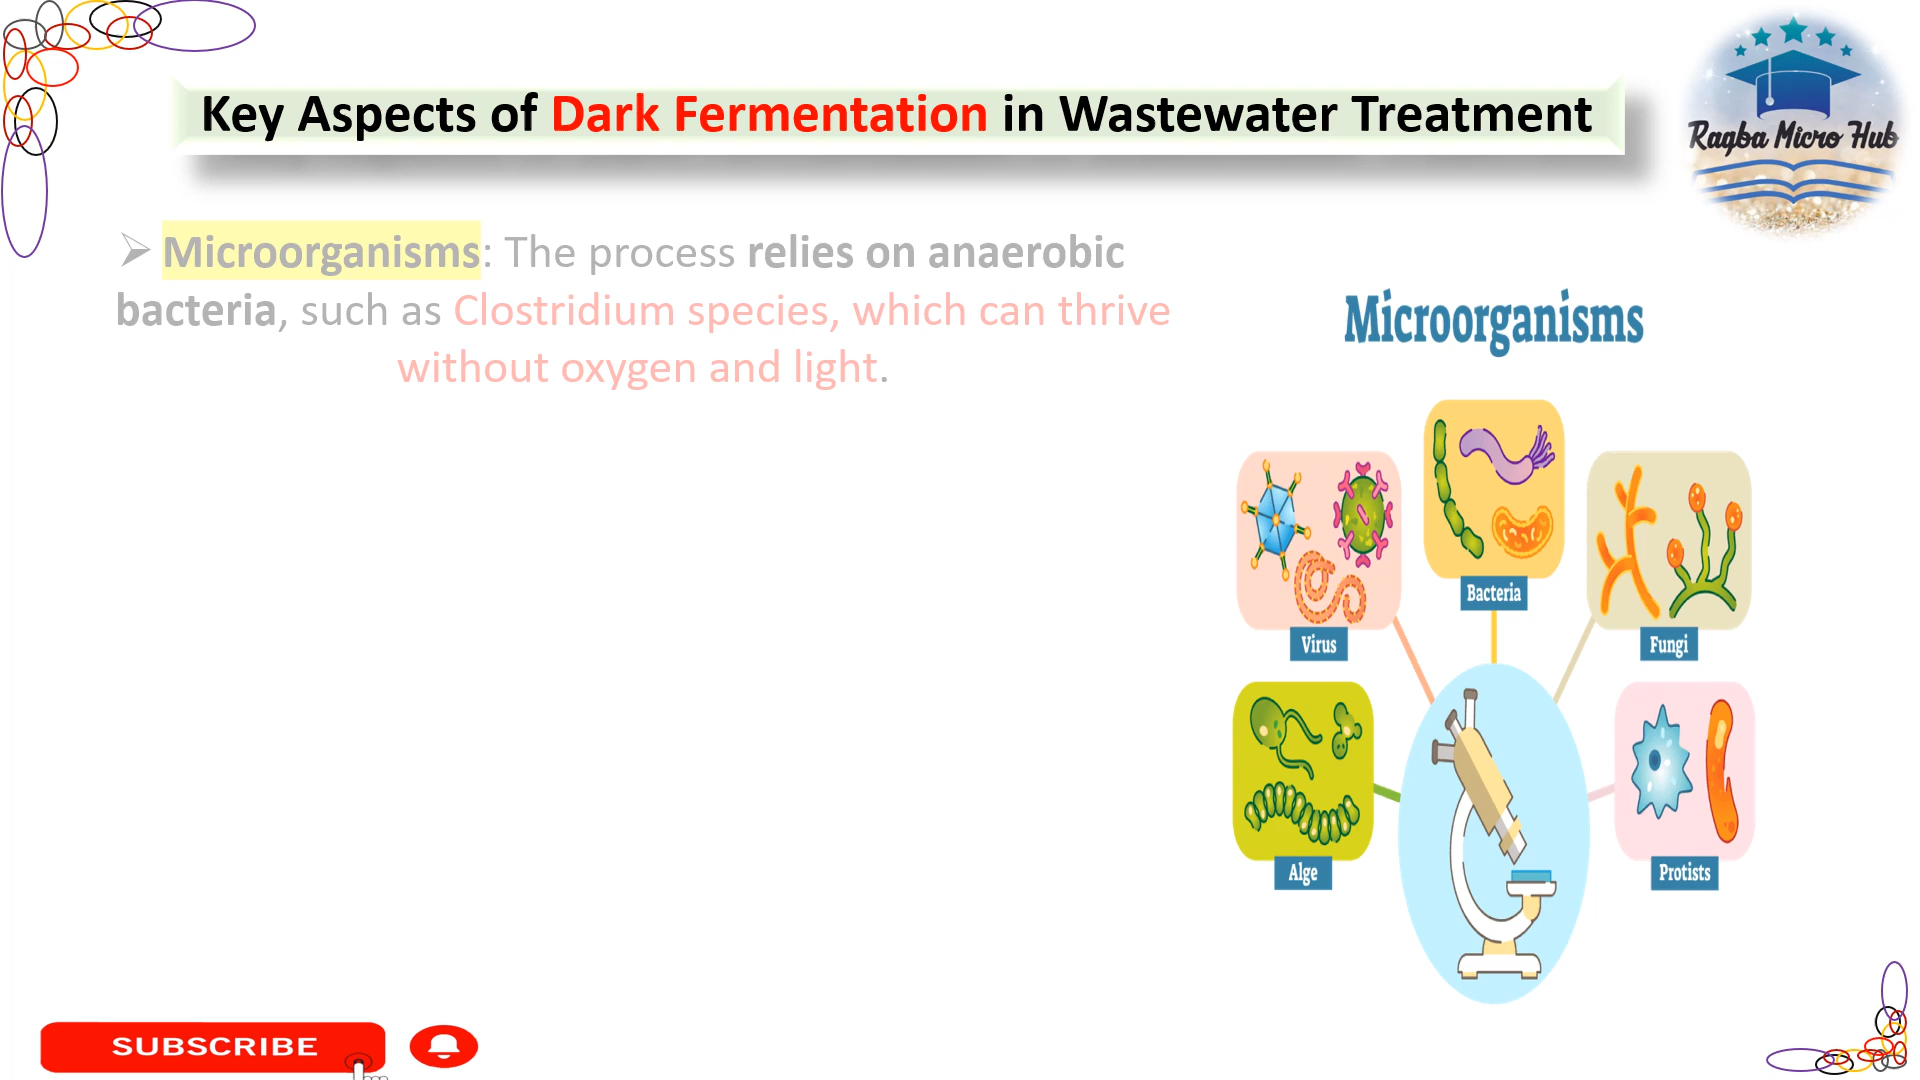 Key Aspects of Dark Fermentation in Wastewater Treatment
Raqba Micro Hub
➢ Microorganisms: The process relies on anaerobic
bacteria, such as Clostridium species, which can thrive
without oxygen and light.
Microorganisms
Bacteria
Virus
Fungi
Alge
Protists
SUBSCRIBE